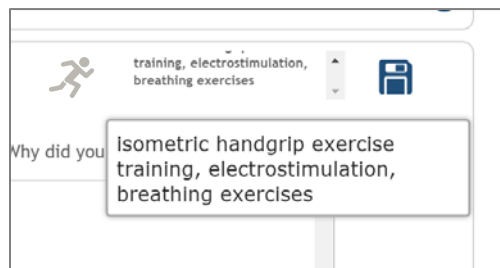 training, electrostimulation,
breathing exercises
Why did you
isometric handgrip exercise
training, electrostimulation,
breathing exercises